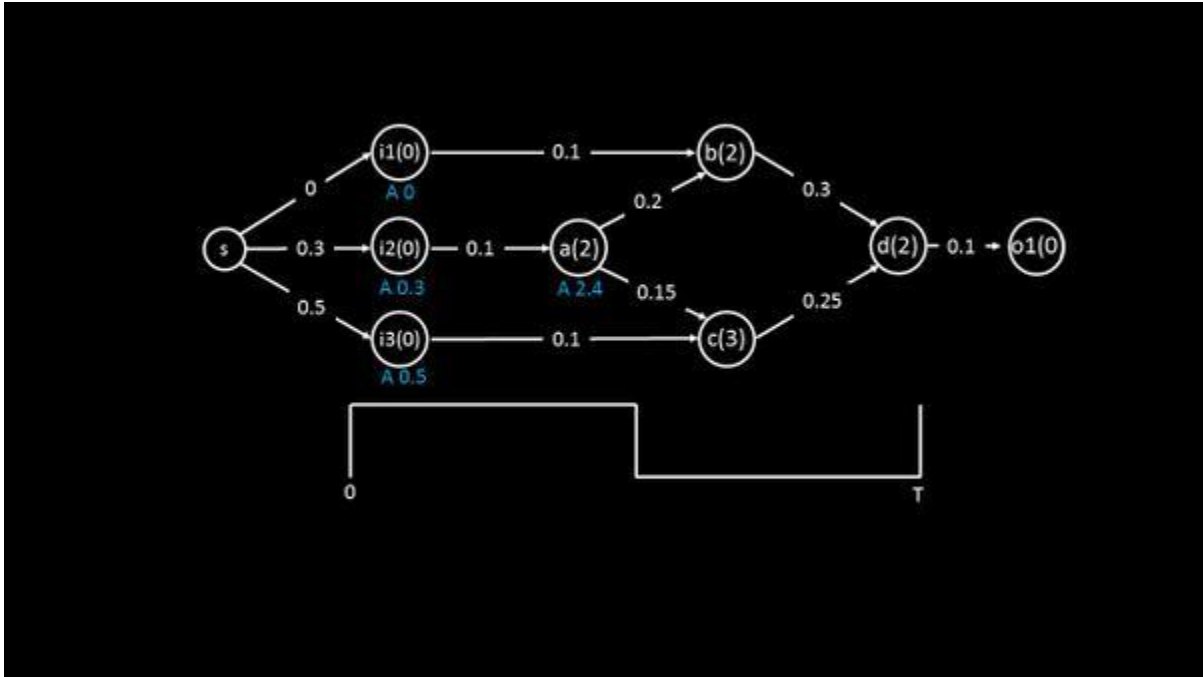 i1(0)
0.1
b(2)
A 0
0
0.2
0.3
s
0.3
i2(0)
0.1
a(2)
d(2)
0.1
o1(0
A 0.3
A 2.4
0.5
0.15
0.25
i3(0)
0.1
c(3)
A 0.5
0
T